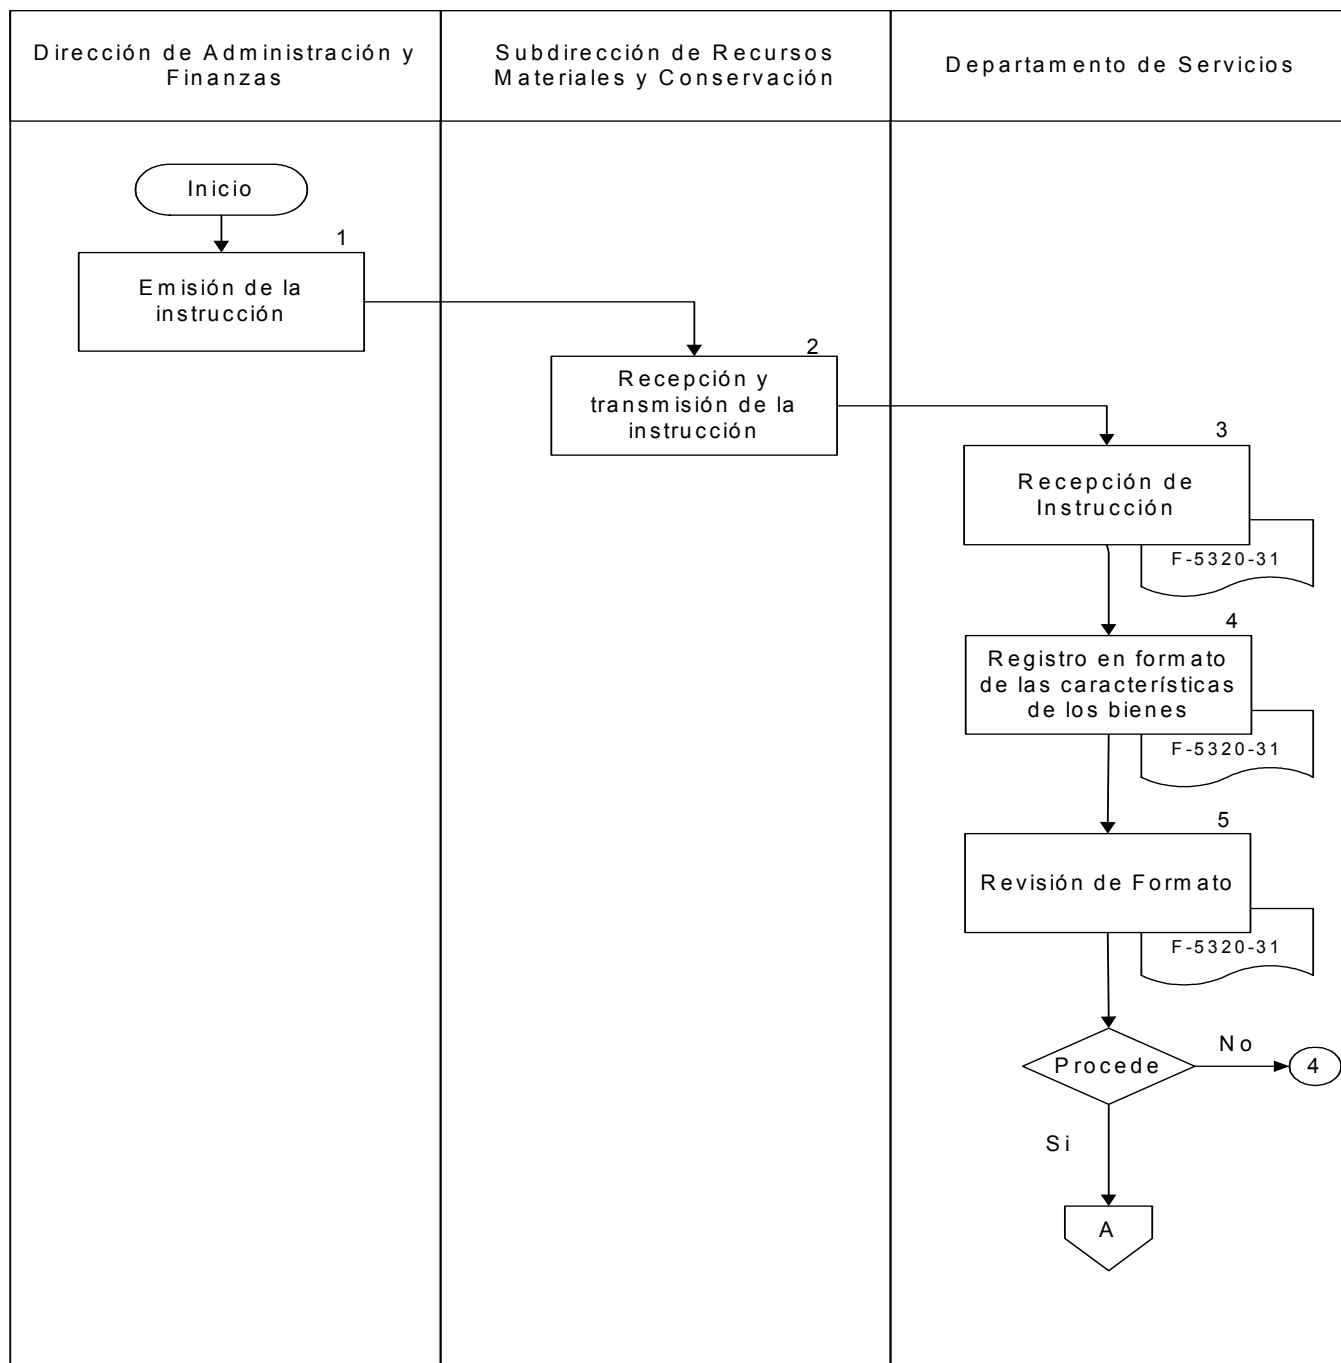 Dirección de Administración y
Finanzas
Subdirección de Recursos
Materiales y Conservación
Departamento de Servicios
Inicio
1
Emisión de la
instrucción
2
Recepción y
transmisión de la
instrucción
3
Recepción de
Instrucción
F-5320-31
4
Registro en formato
de las características
de los bienes
F-5320-31
5
Revisión de Formato
F-5320-31
Procede
No
4
Si
A